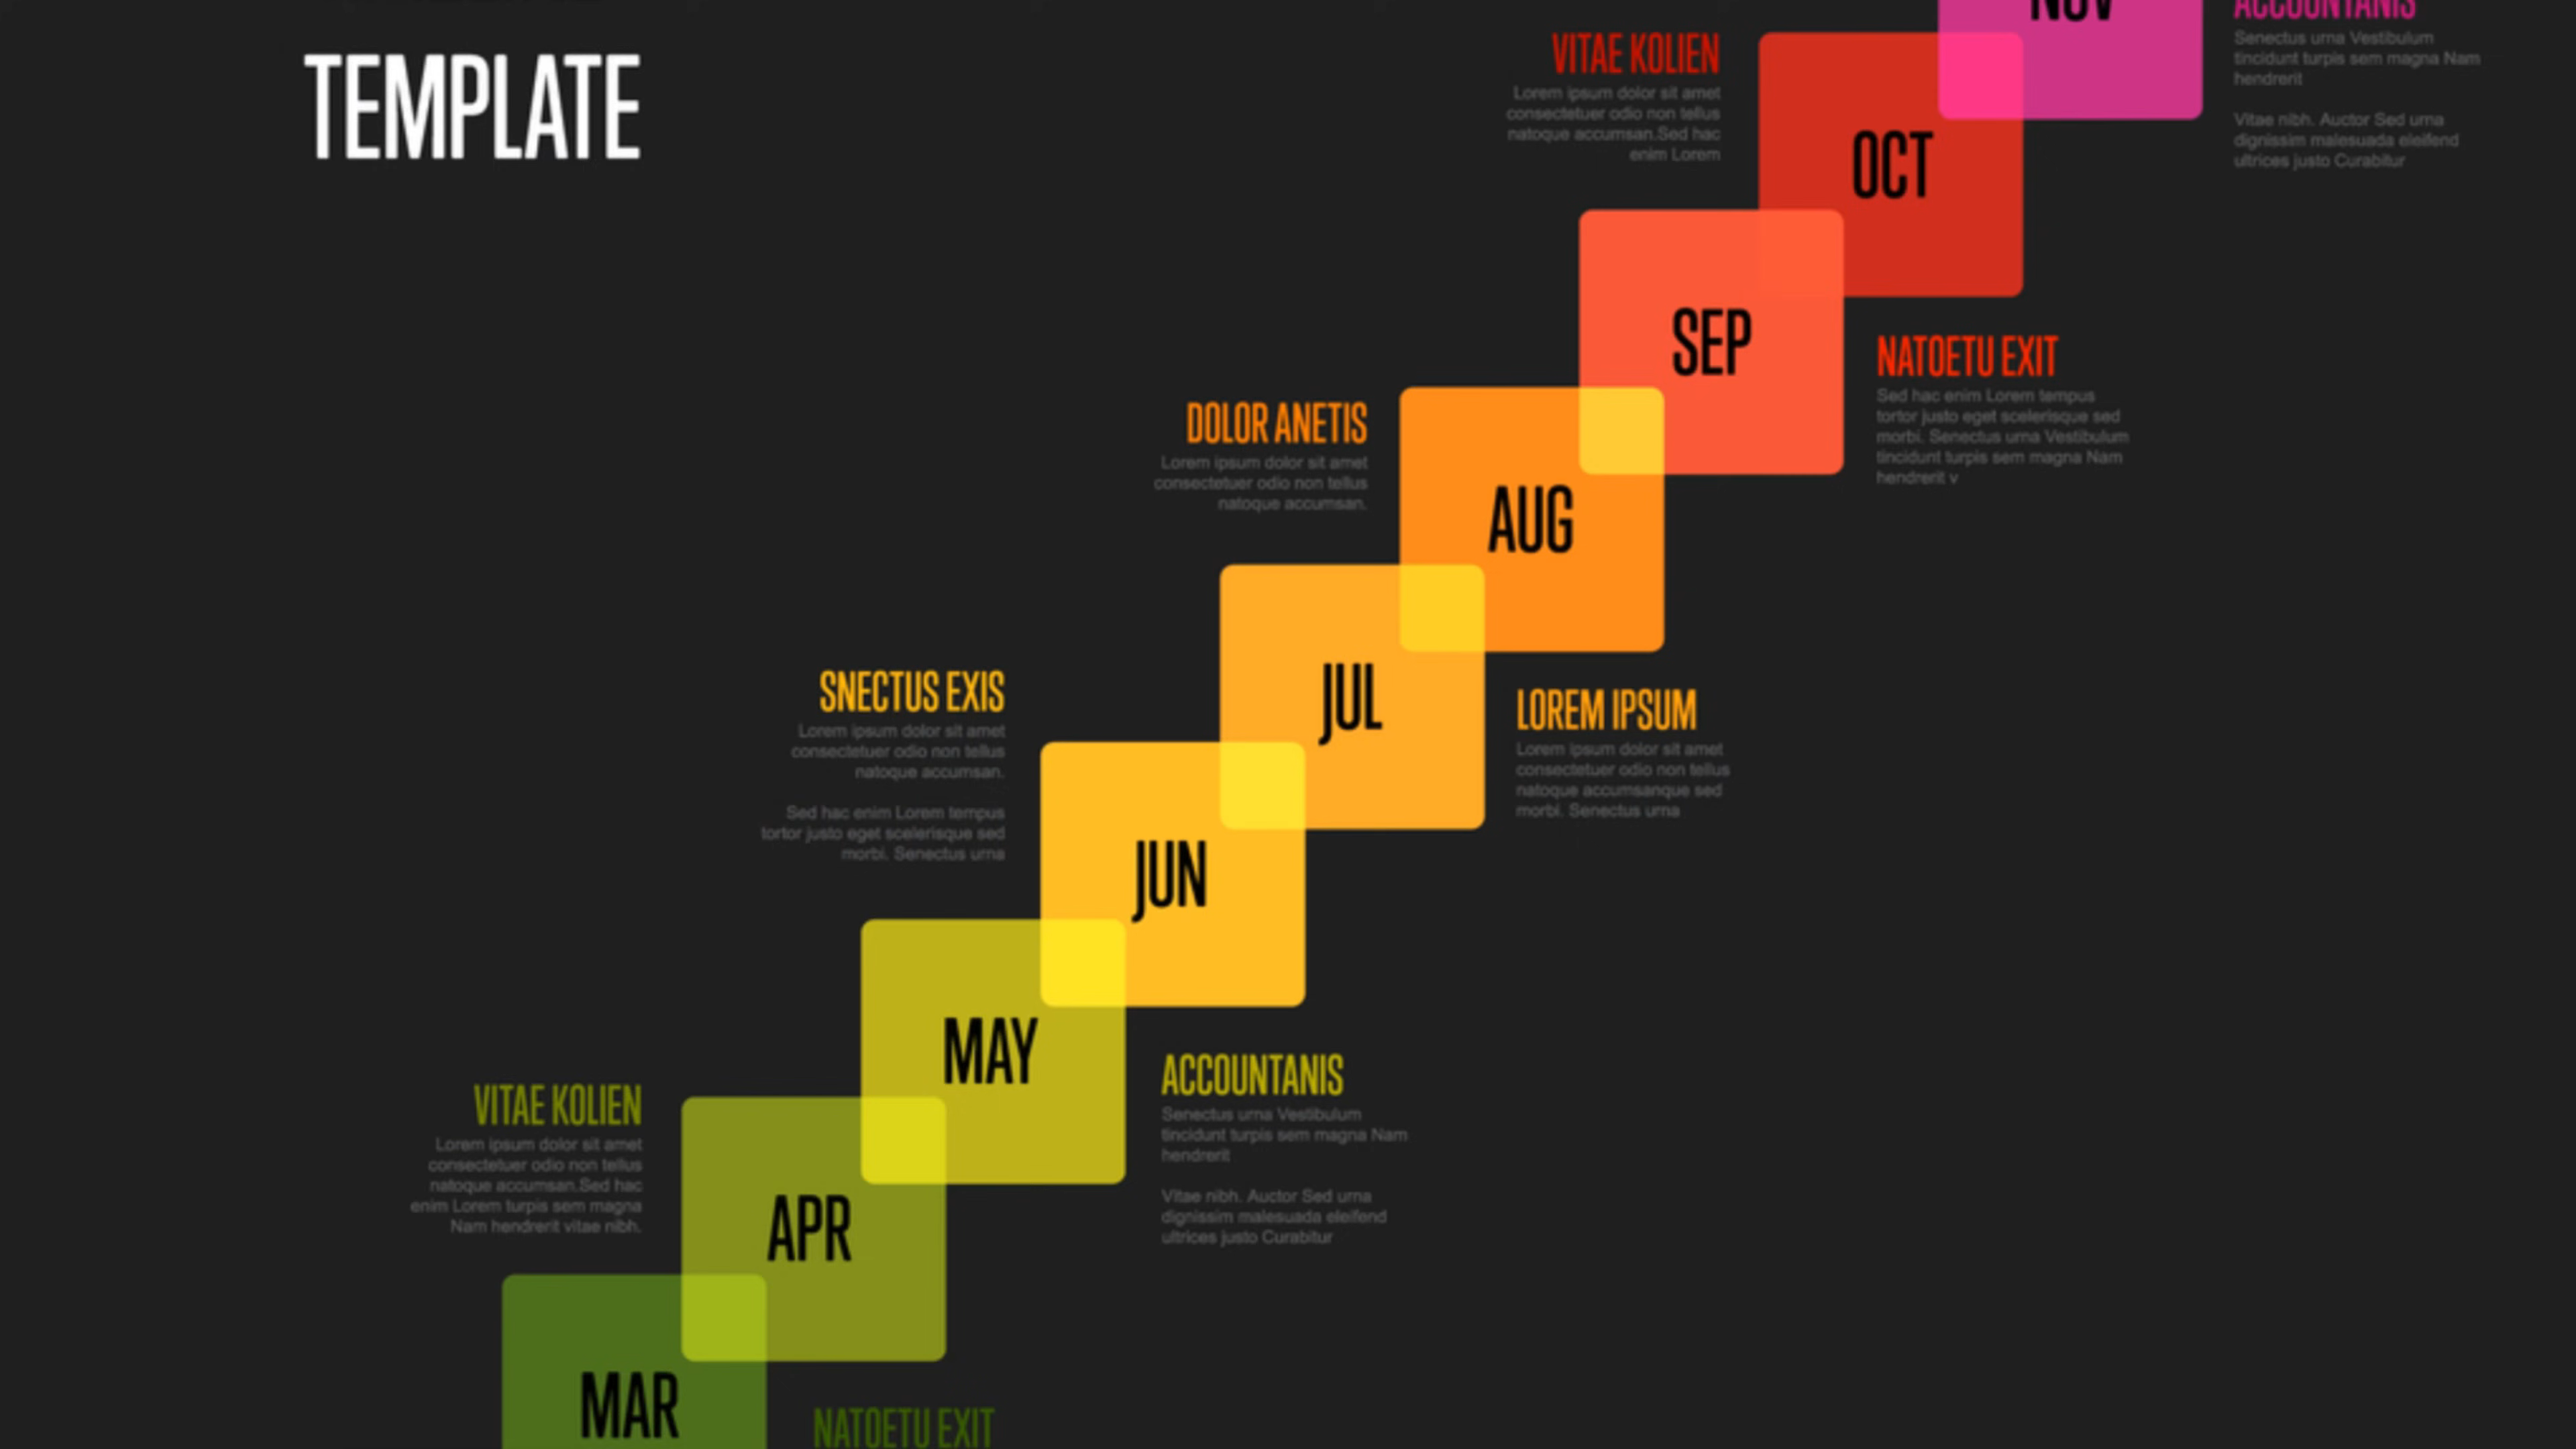 TEMPLATE
NOV
ACCOUNTANIS
Senectus urna Vestibulum
tincidunt turpis sem magna Nam
hendrerit
Vitae nibh. Auctor Sed urna
dignissim malesuada eleifend
ultrices justo Curabitur
VITAE KOLIEN
Lorem ipsum dolor sit amet
consectetuer odio non tellus
natoque accumsan.Sed hac
enim Lorem
OCT
SEP
NATOETU EXIT
Sed hac enim Lorem tempus
tortor justo eget scelerisque sed
morbi. Senectus urna Vestibulum
tincidunt turpis sem magna Nam
hendrerit v
DOLOR ANETIS
Lorem ipsum dolor sit amet
consectetuer odio non tellus
natoque accumsan.
AUG
JUL
LOREM IPSUM
Lorem ipsum dolor sit amet
consectetuer odio non tellus
natoque accumsanque sed
morbi. Senectus urna
SNECTUS EXIS
Lorem ipsum dolor sit amet
consectetuer odio non tellus
natoque accumsan.
Sed hac enim Lorem tempus
tortor justo eget scelerisque sed
morbi. Senectus urna
JUN
MAY
ACCOUNTANIS
Senectus urna Vestibulum
tincidunt turpis sem magna Nam
hendrerit
Vitae nibh. Auctor Sed urna
dignissim malesuada eleifend
ultrices justo Curabitur
VITAE KOLIEN
Lorem ipsum dolor sit amet
consectetuer odio non tellus
natoque accumsan.Sed hac
enim Lorem turpis sem magna
Nam hendrerit vitae nibh.
APR
MAR
NATOETU EXIT